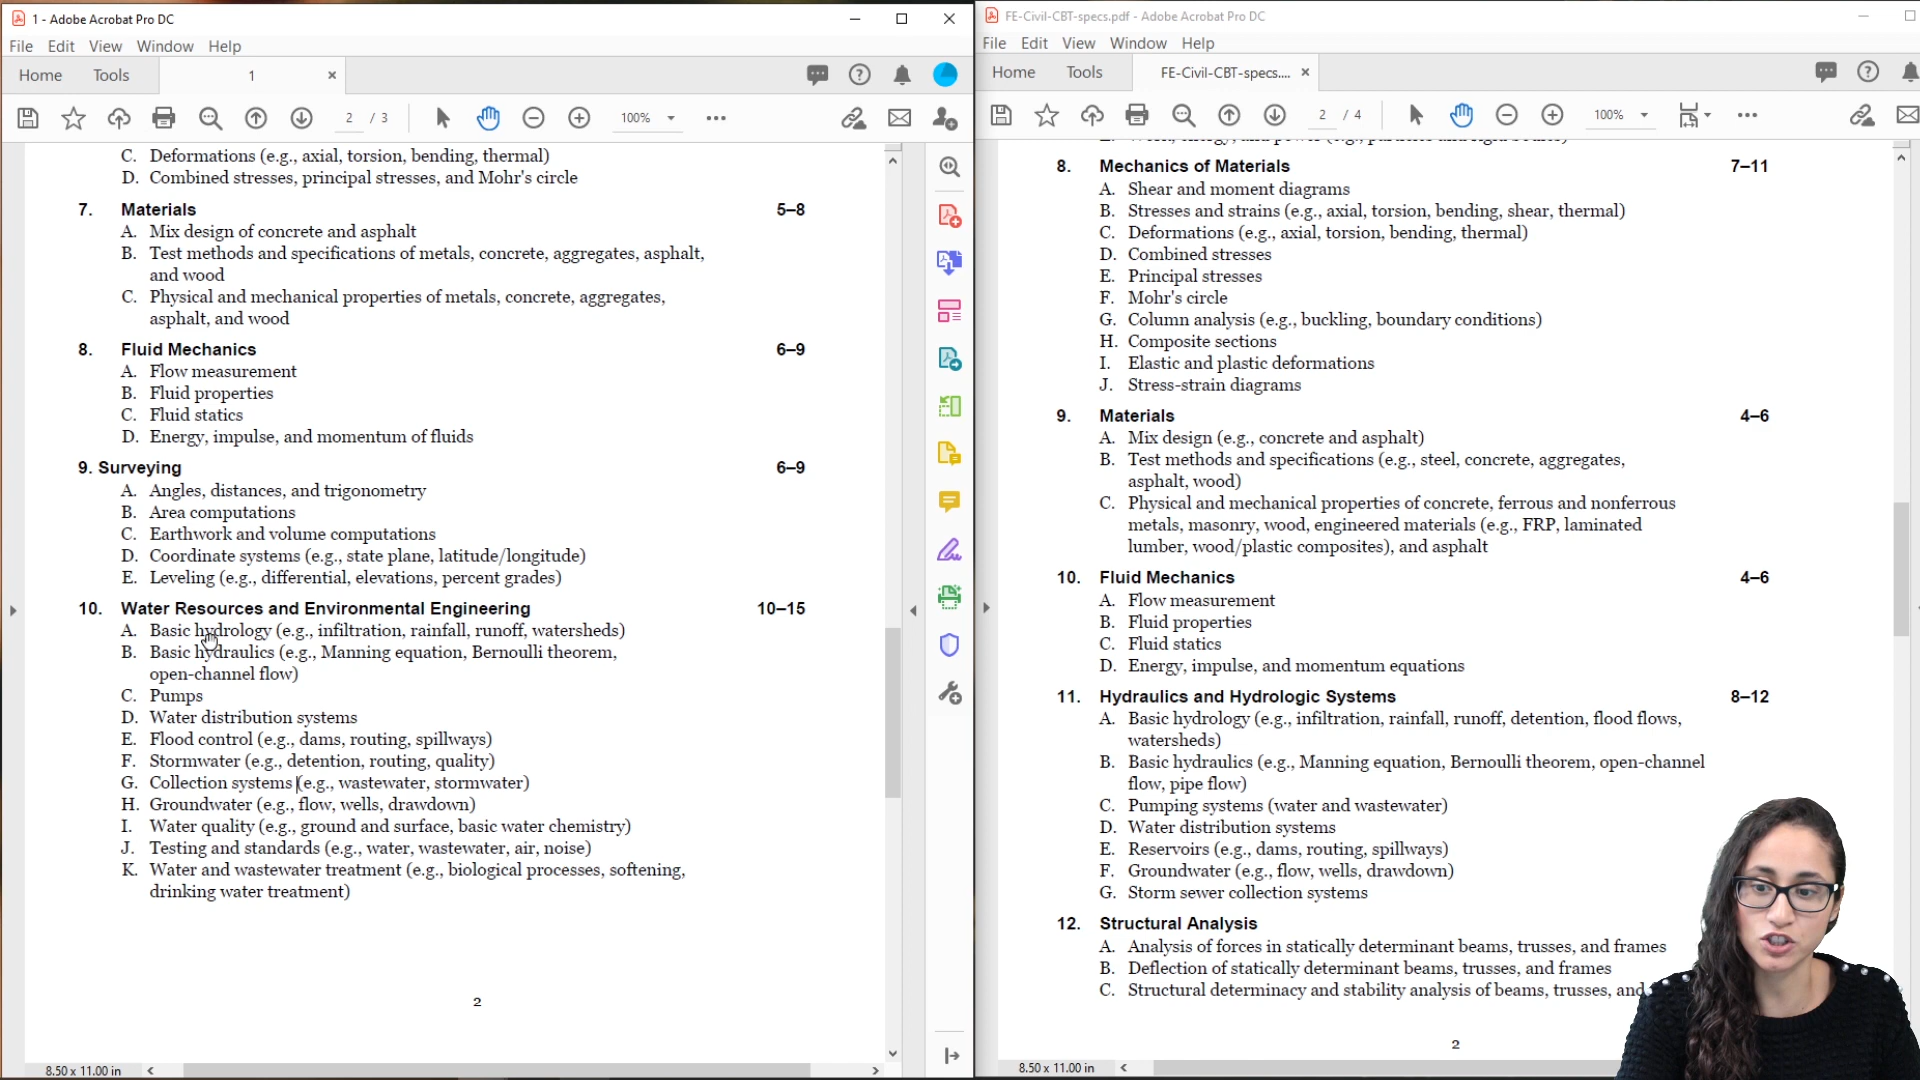 1 - Adobe Acrobat Pro DC
File Edit View Window Help
Home Tools 1
2 / 3 100%
C. Deformations (e.g., axial, torsion, bending, thermal)
D. Combined stresses, principal stresses, and Mohr's circle
7. Materials 5–8
A. Mix design of concrete and asphalt
B. Test methods and specifications of metals, concrete, aggregates, asphalt,
and wood
C. Physical and mechanical properties of metals, concrete, aggregates,
asphalt, and wood
8. Fluid Mechanics 6–9
A. Flow measurement
B. Fluid properties
C. Fluid statics
D. Energy, impulse, and momentum of fluids
9. Surveying 6–9
A. Angles, distances, and trigonometry
B. Area computations
C. Earthwork and volume computations
D. Coordinate systems (e.g., state plane, latitude/longitude)
E. Leveling (e.g., differential, elevations, percent grades)
10. Water Resources and Environmental Engineering 10–15
A. Basic hydrology (e.g., infiltration, rainfall, runoff, watersheds)
B. Basic hydraulics (e.g., Manning equation, Bernoulli theorem,
open-channel flow)
C. Pumps
D. Water distribution systems
E. Flood control (e.g., dams, routing, spillways)
F. Stormwater (e.g., detention, routing, quality)
G. Collection systems (e.g., wastewater, stormwater)
H. Groundwater (e.g., flow, wells, drawdown)
I. Water quality (e.g., ground and surface, basic water chemistry)
J. Testing and standards (e.g., water, wastewater, air, noise)
K. Water and wastewater treatment (e.g., biological processes, softening,
drinking water treatment)
2
8.50 x 11.00 in
FE-Civil-CBT-specs.pdf - Adobe Acrobat Pro DC
File Edit View Window Help
Home Tools FE-Civil-CBT-specs....
2 / 4 100%
8. Mechanics of Materials 7–11
A. Shear and moment diagrams
B. Stresses and strains (e.g., axial, torsion, bending, shear, thermal)
C. Deformations (e.g., axial, torsion, bending, thermal)
D. Combined stresses
E. Principal stresses
F. Mohr's circle
G. Column analysis (e.g., buckling, boundary conditions)
H. Composite sections
I. Elastic and plastic deformations
J. Stress-strain diagrams
9. Materials 4–6
A. Mix design (e.g., concrete and asphalt)
B. Test methods and specifications (e.g., steel, concrete, aggregates,
asphalt, wood)
C. Physical and mechanical properties of concrete, ferrous and nonferrous
metals, masonry, wood, engineered materials (e.g., FRP, laminated
lumber, wood/plastic composites), and asphalt
10. Fluid Mechanics 4–6
A. Flow measurement
B. Fluid properties
C. Fluid statics
D. Energy, impulse, and momentum equations
11. Hydraulics and Hydrologic Systems 8–12
A. Basic hydrology (e.g., infiltration, rainfall, runoff, detention, flood flows,
watersheds)
B. Basic hydraulics (e.g., Manning equation, Bernoulli theorem, open-channel
flow, pipe flow)
C. Pumping systems (water and wastewater)
D. Water distribution systems
E. Reservoirs (e.g., dams, routing, spillways)
F. Groundwater (e.g., flow, wells, drawdown)
G. Storm sewer collection systems
12. Structural Analysis
A. Analysis of forces in statically determinant beams, trusses, and frames
B. Deflection of statically determinant beams, trusses, and frames
C. Structural determinacy and stability analysis of beams, trusses, and
2
8.50 x 11.00 in